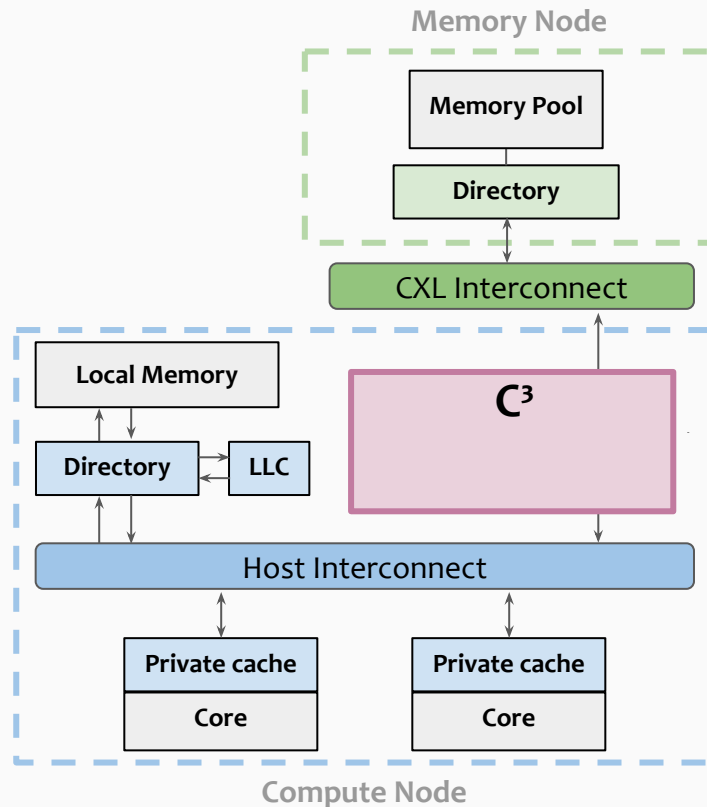 Memory Node
Memory Pool
Directory
CXL Interconnect
Local Memory
C³
Directory
LLC
Host Interconnect
Private cache
Private cache
Core
Core
Compute Node